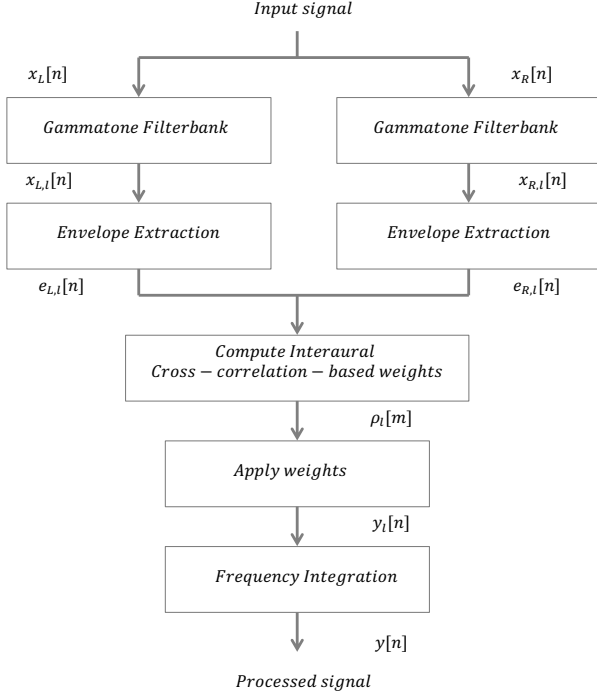 Input signal
x_L[n] x_R[n]
Gammatone Filterbank Gammatone Filterbank
x_{L,l}[n] x_{R,l}[n]
Envelope Extraction Envelope Extraction
e_{L,l}[n] e_{R,l}[n]
Compute Interaural
Cross − correlation − based weights
ρ_l[m]
Apply weights
y_l[n]
Frequency Integration
y[n]
Processed signal